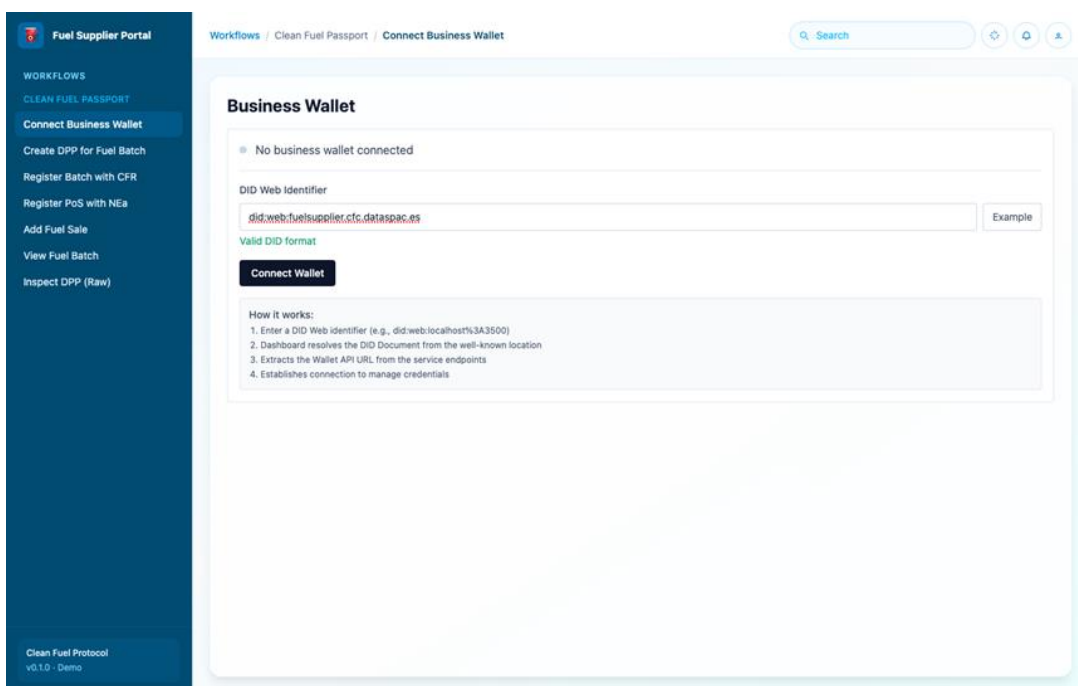 Fuel Supplier Portal
WORKFLOWS
CLEAN FUEL PASSPORT
Connect Business Wallet
Create DPP for Fuel Batch
Register Batch with CFR
Register PoS with NEa
Add Fuel Sale
View Fuel Batch
Inspect DPP (Raw)
Clean Fuel Protocol
v0.1.0 - Demo
Workflows / Clean Fuel Passport / Connect Business Wallet
Search
Business Wallet
No business wallet connected
DID Web Identifier
did:web:fuelsupplier.cfc.dataspac.es
Example
Valid DID format
Connect Wallet
How it works:
1. Enter a DID Web identifier (e.g., did:web:localhost%3A3500)
2. Dashboard resolves the DID Document from the well-known location
3. Extracts the Wallet API URL from the service endpoints
4. Establishes connection to manage credentials